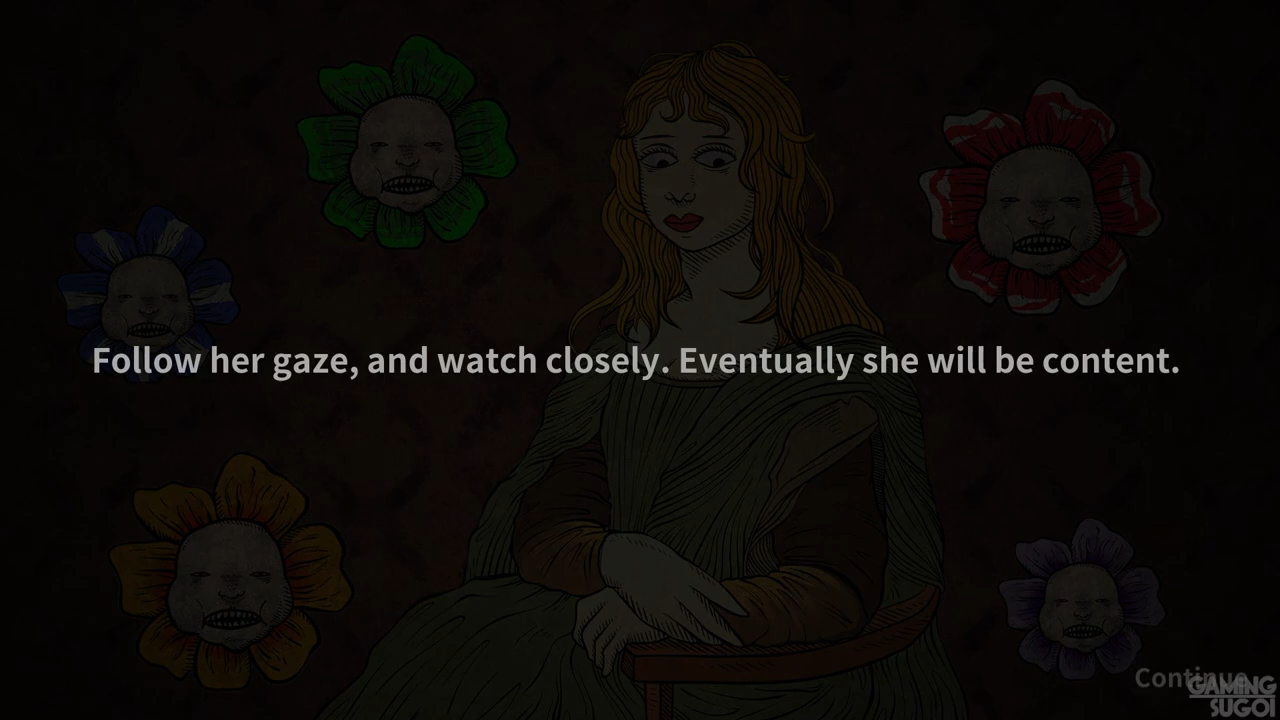 Follow her gaze, and watch closely. Eventually she will be content.
Continue
GAMING
SUGOI